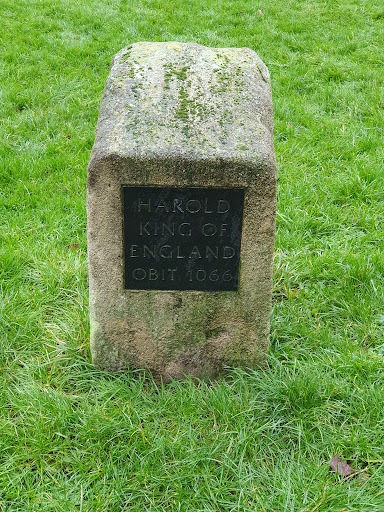 HAROLD
KING OF
ENGLAND
OBIT 1066